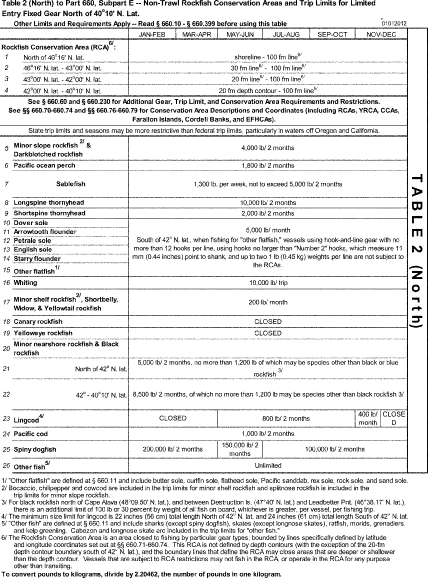 Table 2 (North) to Part 660, Subpart E -- Non-Trawl Rockfish Conservation Areas and Trip Limits for Limited
Entry Fixed Gear North of 40°10' N. Lat.
Other Limits and Requirements Apply -- Read § 660.10 - § 660.399 before using this table
01012012
JAN-FEB MAR-APR MAY-JUN JUL-AUG SEP-OCT NOV-DEC
Rockfish Conservation Area (RCA)6/:
1 North of 46°16' N. lat. shoreline - 100 fm line6/
2 46°16' N. lat. - 43°00' N. lat. 30 fm line6/ - 100 fm line6/
3 43°00' N. lat. - 42°00' N. lat. 20 fm line6/ - 100 fm line6/
4 42°00' N. lat. - 40°10' N. lat. 20 fm depth contour - 100 fm line6/
See § 660.60 and § 660.230 for Additional Gear, Trip Limit, and Conservation Area Requirements and Restrictions.
See §§ 660.70-660.74 and §§ 660.76-660.79 for Conservation Area Descriptions and Coordinates (including RCAs, YRCA, CCAs,
Farallon Islands, Cordell Banks, and EFHCAs).
State trip limits and seasons may be more restrictive than federal trip limits, particularly in waters off Oregon and California.
5 Minor slope rockfish 2/ &
Darkblotched rockfish 4,000 lb/ 2 months
6 Pacific ocean perch 1,800 lb/ 2 months
7 Sablefish 1,300 lb. per week, not to exceed 5,000 lb/ 2 months
8 Longspine thornyhead 10,000 lb/ 2 months
9 Shortspine thornyhead 2,000 lb/ 2 months
10 Dover sole
11 Arrowtooth flounder
12 Petrale sole
13 English sole
14 Starry flounder
15 Other flatfish1/
5,000 lb/ month
South of 42° N. lat., when fishing for "other flatfish," vessels using hook-and-line gear with no
more than 12 hooks per line, using hooks no larger than "Number 2" hooks, which measure 11
mm (0.44 inches) point to shank, and up to two 1 lb (0.45 kg) weights per line are not subject to
the RCAs.
16 Whiting 10,000 lb/ trip
17 Minor shelf rockfish2/, Shortbelly,
Widow, & Yellowtail rockfish 200 lb/ month
18 Canary rockfish CLOSED
19 Yelloweye rockfish CLOSED
20 Minor nearshore rockfish & Black
rockfish
21 North of 42° N. lat. 5,000 lb/ 2 months, no more than 1,200 lb of which may be species other than black or blue
rockfish 3/
22 42° - 40°10' N. lat. 8,500 lb/ 2 months, of which no more than 1,200 lb may be species other than black rockfish 3/
23 Lingcod4/ CLOSED 800 lb/ 2 months 400 lb/
month CLOSE
D
24 Pacific cod 1,000 lb/ 2 months
25 Spiny dogfish 200,000 lb/ 2 months 150,000 lb/ 2
months 100,000 lb/ 2 months
26 Other fish5/ Unlimited
TABLE 2 (North)
1/ "Other flatfish" are defined at § 660.11 and include butter sole, curlfin sole, flathead sole, Pacific sanddab, rex sole, rock sole, and sand sole.
2/ Bocaccio, chilipepper and cowcod are included in the trip limits for minor shelf rockfish and splitnose rockfish is included in the
trip limits for minor slope rockfish.
3/ For black rockfish north of Cape Alava (48°09.50' N. lat.), and between Destruction Is. (47°40' N. lat.) and Leadbetter Pnt. (46°38.17' N. lat.),
there is an additional limit of 100 lb or 30 percent by weight of all fish on board, whichever is greater, per vessel, per fishing trip.
4/ The minimum size limit for lingcod is 22 inches (56 cm) total length North of 42° N. lat. and 24 inches (61 cm) total length South of 42° N. lat.
5/ "Other fish" are defined at § 660.11 and include sharks (except spiny dogfish), skates (except longnose skates), ratfish, morids, grenadiers,
and kelp greenling. Cabezon and longnose skate are included in the trip limits for "other fish."
6/ The Rockfish Conservation Area is an area closed to fishing by particular gear types, bounded by lines specifically defined by latitude
and longitude coordinates set out at §§ 660.71-660.74. This RCA is not defined by depth contours (with the exception of the 20-fm
depth contour boundary south of 42° N. lat.), and the boundary lines that define the RCA may close areas that are deeper or shallower
than the depth contour. Vessels that are subject to RCA restrictions may not fish in the RCA, or operate in the RCA for any purpose
other than transiting.
To convert pounds to kilograms, divide by 2.20462, the number of pounds in one kilogram.